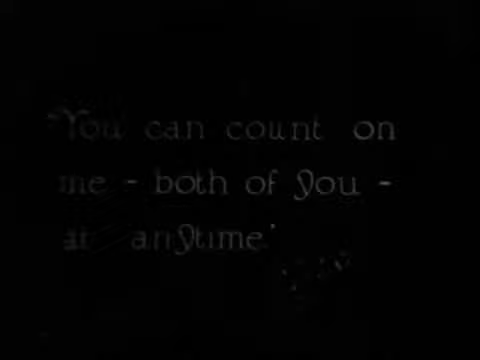 "You can count on
me - both of you -
at anytime."